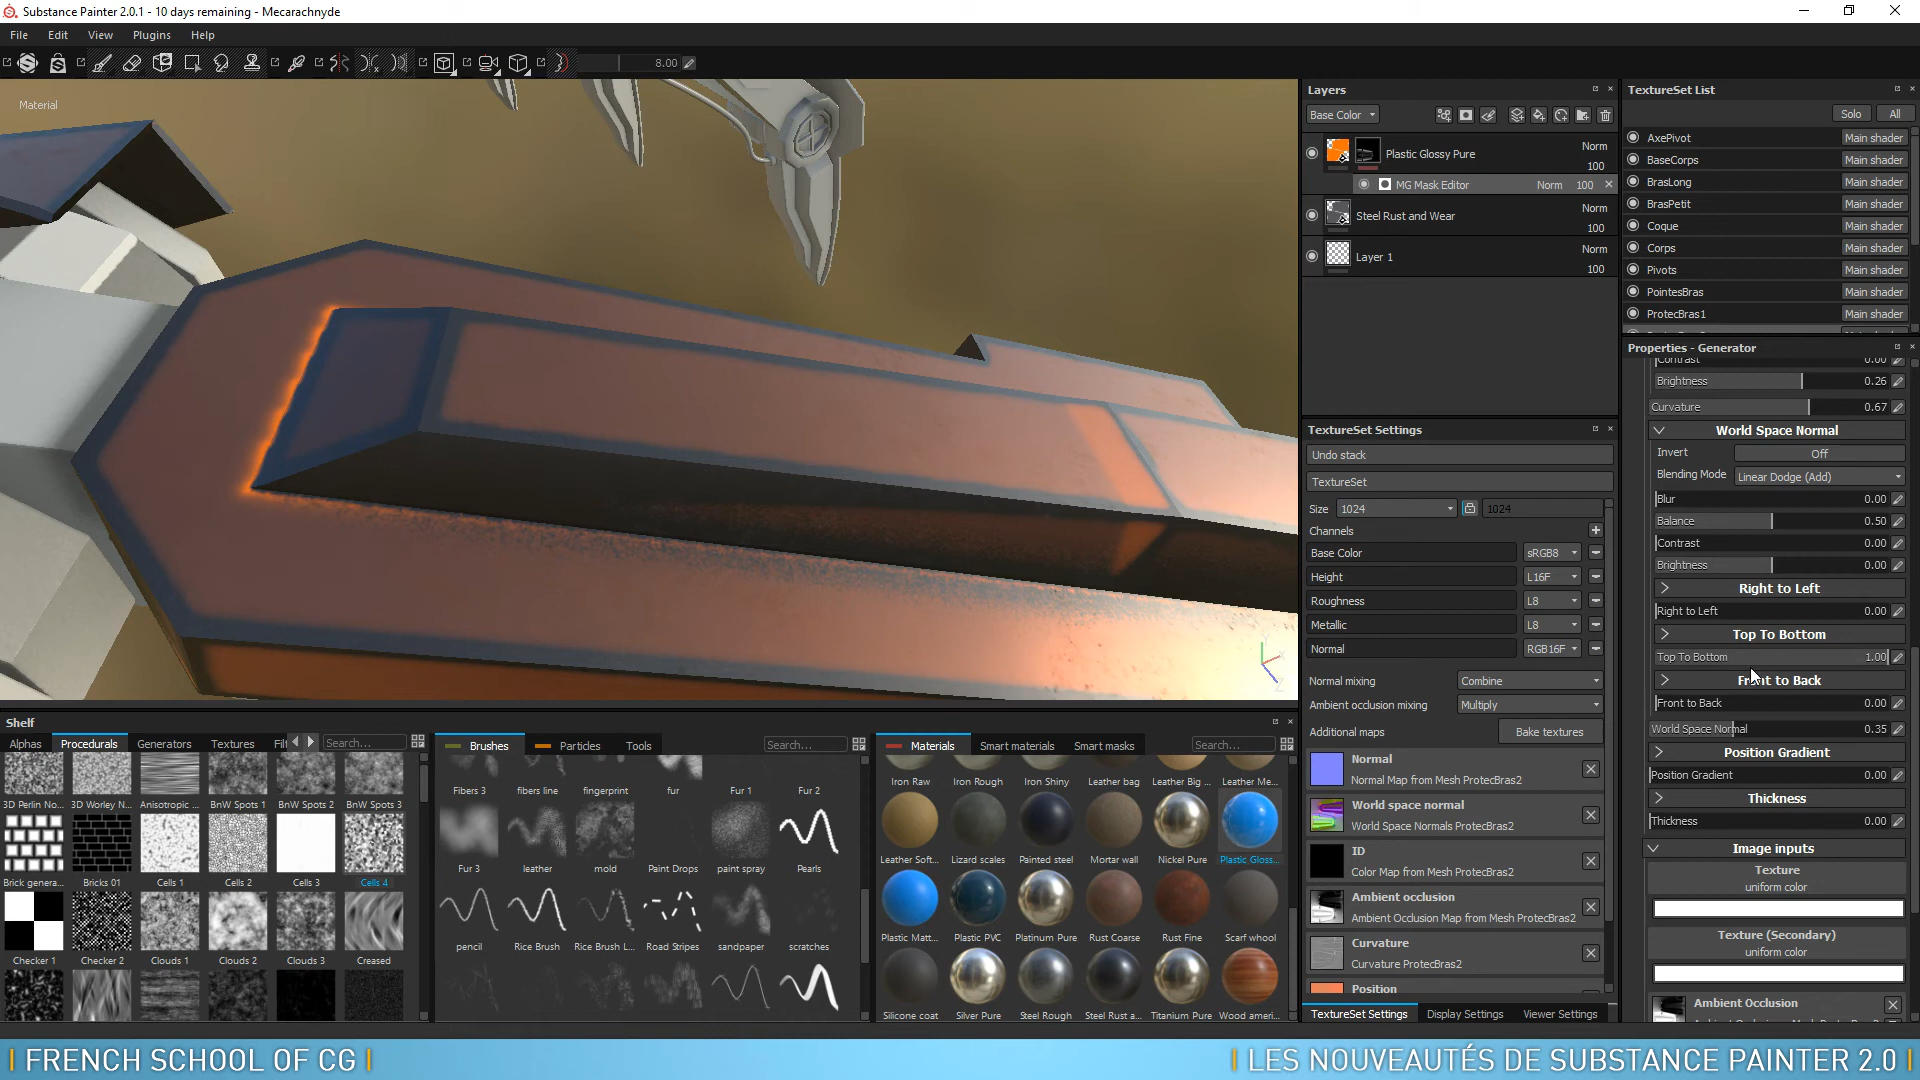 Substance Painter 2.0.1 - 10 days remaining - Mecarachnyde
File Edit View Plugins Help
8.00
Material
Layers
Base Color
Plastic Glossy Pure Norm 100
MG Mask Editor Norm 100
Steel Rust and Wear Norm 100
Layer 1 Norm 100
TextureSet List
Solo All
AxePivot Main shader
BaseCorps Main shader
BrasLong Main shader
BrasPetit Main shader
Coque Main shader
Corps Main shader
Pivots Main shader
PointesBras Main shader
ProtecBras1 Main shader
Properties - Generator
Contrast 0.00
Brightness 0.26
Curvature 0.67
World Space Normal
Invert Off
Blending Mode Linear Dodge (Add)
Blur 0.00
Balance 0.50
Contrast 0.00
Brightness 0.00
Right to Left
Right to Left 0.00
Top To Bottom
Top To Bottom 1.00
Front to Back
Front to Back 0.00
World Space Normal 0.35
Position Gradient
Position Gradient 0.00
Thickness
Thickness 0.00
Image inputs
Texture
uniform color
Texture (Secondary)
uniform color
Ambient Occlusion
TextureSet Settings
Undo stack
TextureSet
Size 1024 1024
Channels
Base Color sRGB8
Height L16F
Roughness L8
Metallic L8
Normal RGB16F
Normal mixing Combine
Ambient occlusion mixing Multiply
Additional maps Bake textures
Normal
Normal Map from Mesh ProtecBras2
World space normal
World Space Normals ProtecBras2
ID
Color Map from Mesh ProtecBras2
Ambient occlusion
Ambient Occlusion Map from Mesh ProtecBras2
Curvature
Curvature ProtecBras2
Position
TextureSet Settings Display Settings Viewer Settings
Shelf
Alphas Procedurals Generators Textures Filt Search...
3D Perlin No... 3D Worley N... Anisotropic ... BnW Spots 1 BnW Spots 2 BnW Spots 3
Brick genera... Bricks 01 Cells 1 Cells 2 Cells 3 Cells 4
Checker 1 Checker 2 Clouds 1 Clouds 2 Clouds 3 Creased
Brushes Particles Tools Search...
Fibers 3 fibers line fingerprint fur Fur 1 Fur 2
Fur 3 leather mold Paint Drops paint spray Pearls
pencil Rice Brush Rice Brush L... Road Stripes sandpaper scratches
Materials Smart materials Smart masks Search...
Iron Raw Iron Rough Iron Shiny Leather bag Leather Big ... Leather Me...
Leather Soft... Lizard scales Painted steel Mortar wall Nickel Pure Plastic Gloss...
Plastic Matt... Plastic PVC Platinum Pure Rust Coarse Rust Fine Scarf whool
Silicone coat Silver Pure Steel Rough Steel Rust a... Titanium Pure Wood ameri...
| FRENCH SCHOOL OF CG |
| LES NOUVEAUTÉS DE SUBSTANCE PAINTER 2.0 |